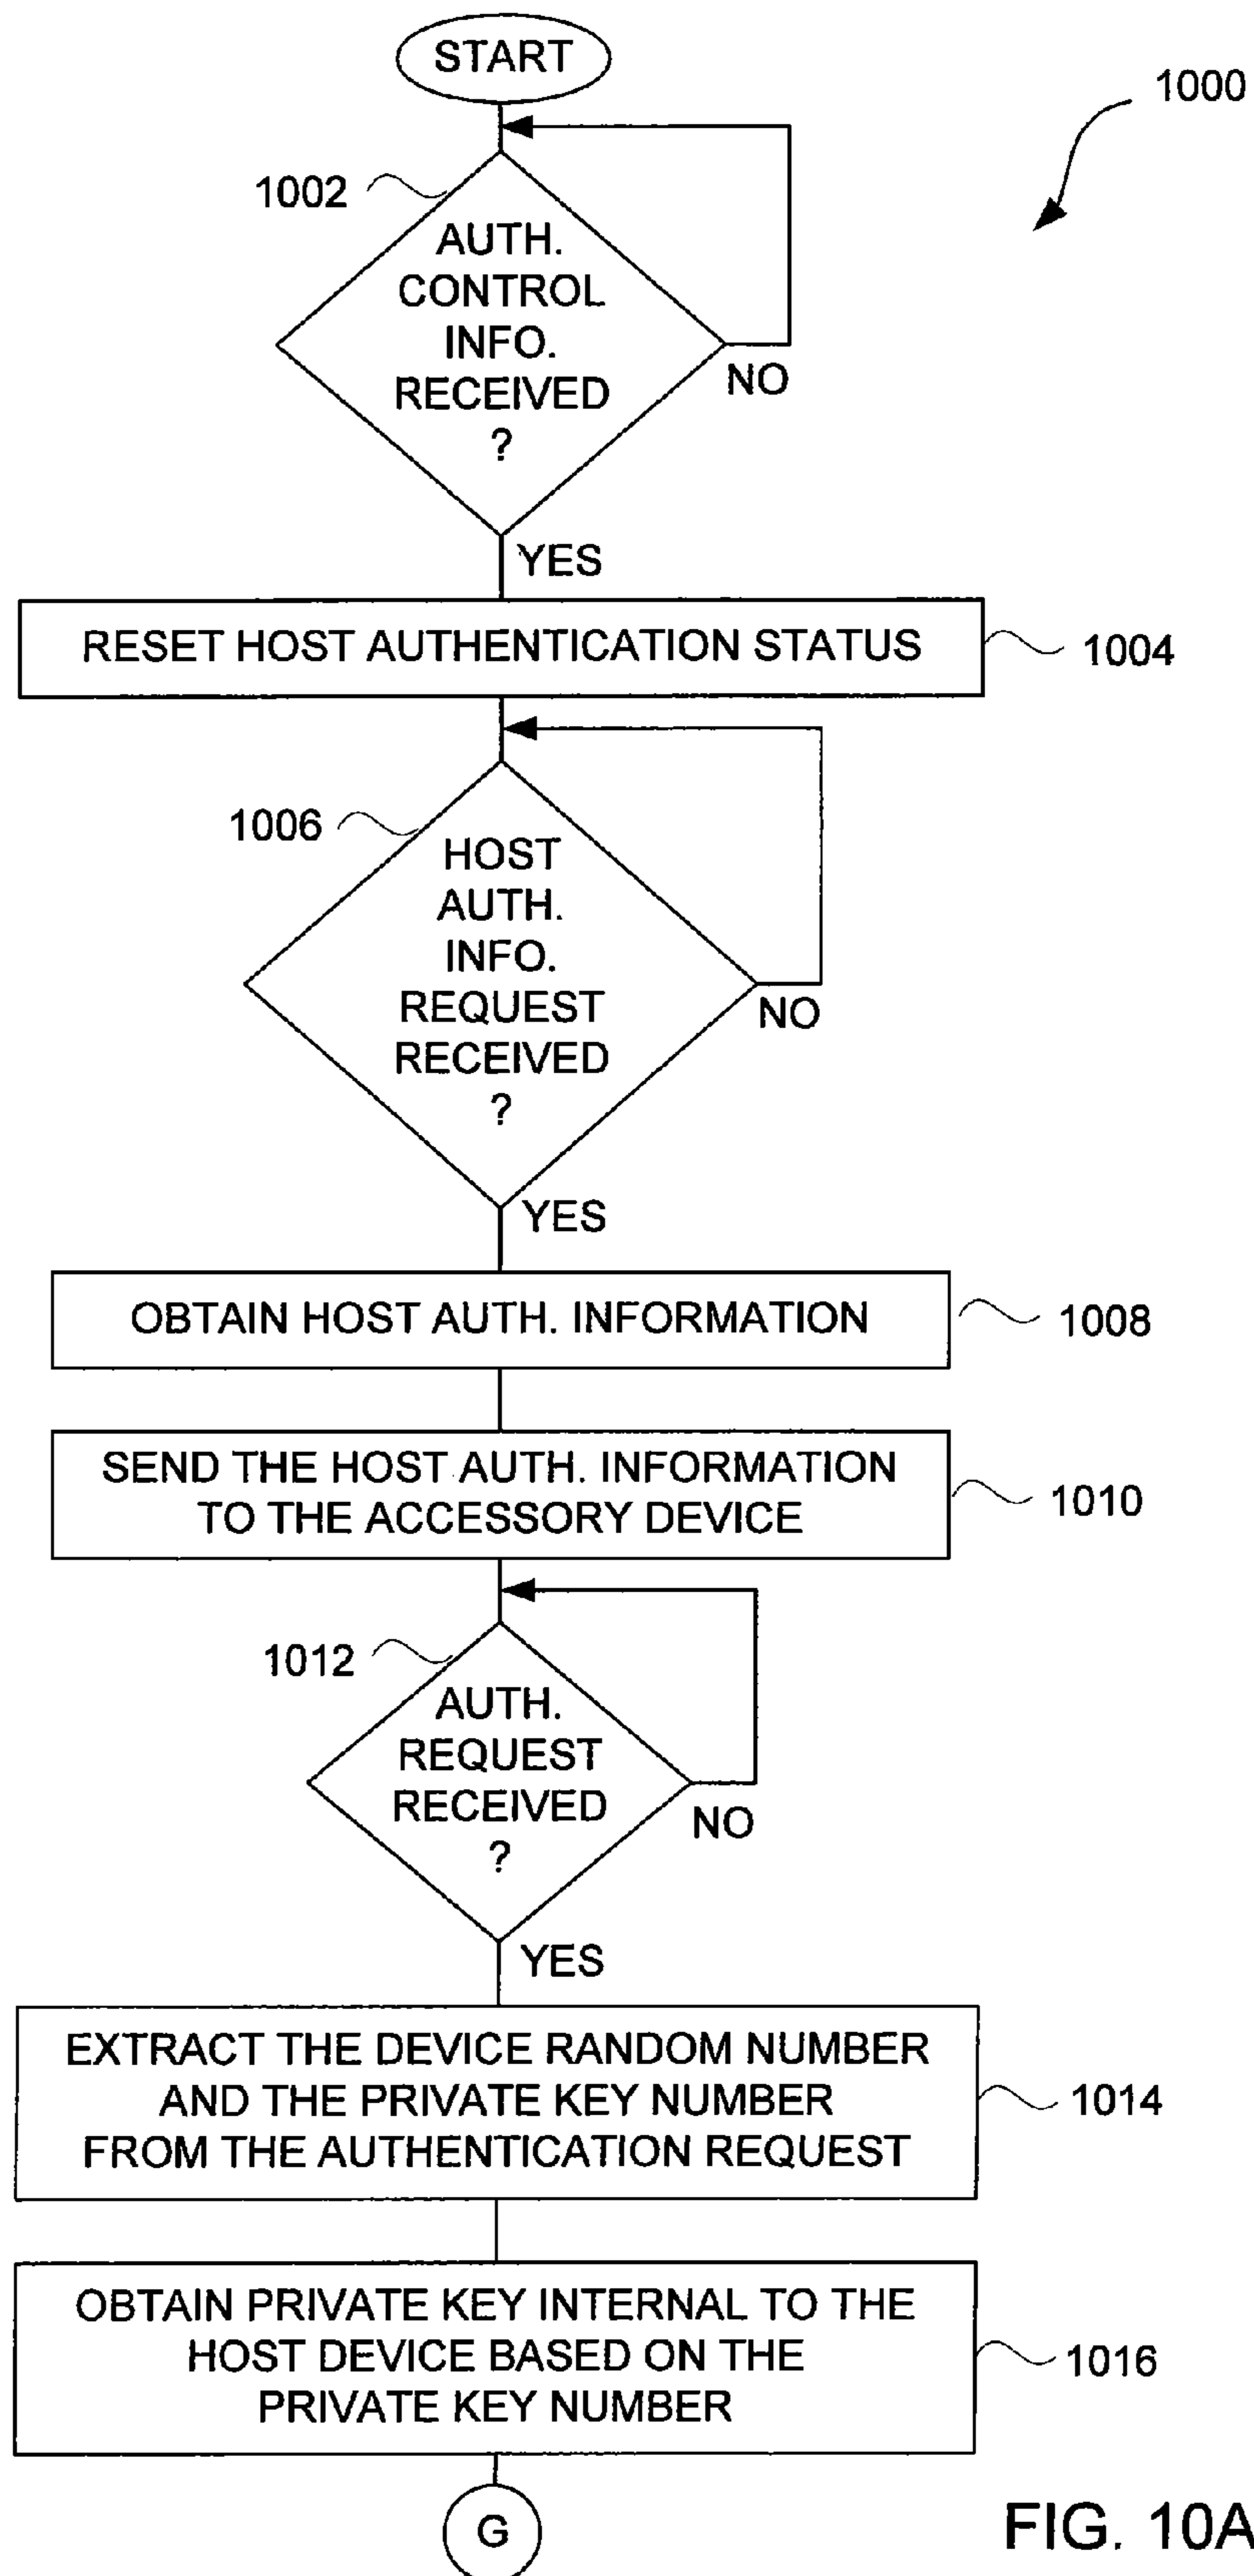 START
1000
1002
AUTH.
CONTROL
INFO.
RECEIVED
?
NO
YES
RESET HOST AUTHENTICATION STATUS
1004
1006
HOST
AUTH.
INFO.
REQUEST
RECEIVED
?
NO
YES
OBTAIN HOST AUTH. INFORMATION
1008
SEND THE HOST AUTH. INFORMATION
TO THE ACCESSORY DEVICE
1010
1012
AUTH.
REQUEST
RECEIVED
?
NO
YES
EXTRACT THE DEVICE RANDOM NUMBER
AND THE PRIVATE KEY NUMBER
FROM THE AUTHENTICATION REQUEST
1014
OBTAIN PRIVATE KEY INTERNAL TO THE
HOST DEVICE BASED ON THE
PRIVATE KEY NUMBER
1016
G
FIG. 10A